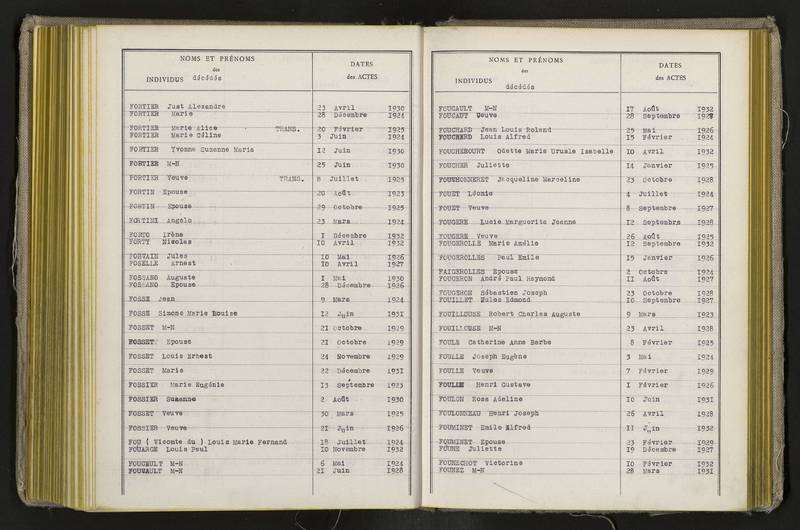 NOMS ET PRÉNOMS
des
INDIVIDUS décédés
DATES
des ACTES
FORTIER Just Alexandre 23 Avril 1930
FORTIER Marie 28 Décembre 1924
FORTIER Marie Alice TRANS. 20 Février 1925
FORTIER Marie Céline 3 Juin 1924
FORTIER Yvonne Suzanne Marie 12 Juin 1930
FORTIER M-N 25 Juin 1930
FORTIER Veuve TRANS. 8 Juillet 1925
FORTIN Epouse 20 Août 1923
FORTIN Epouse 29 Octobre 1925
FORTINI Angelo 23 Mars 1924
FORTO Irène 1 Décembre 1932
FORTY Nicolas 10 Avril 1932
FORVAIN Jules 10 Mai 1926
FOSELLE Ernest 10 Avril 1927
FOSSANO Auguste 1 Mai 1930
FOSSANO Epouse 28 Décembre 1926
FOSSE Jean 9 Mars 1924
FOSSE Simone Marie Louise 12 Juin 1931
FOSSET M-N 21 Octobre 1929
FOSSET Epouse 21 Octobre 1929
FOSSET Louis Ernest 24 Novembre 1929
FOSSET Marie 22 Décembre 1931
FOSSIER Marie Eugénie 13 Septembre 1923
FOSSIER Suzanne 2 Août 1930
FOSSET Veuve 30 Mars 1925
FOSSIER Veuve 21 Juin 1926
FOU ( Vicomte du ) Louis Marie Fernand 18 Juillet 1924
FOUARGE Louis Paul 10 Novembre 1932
FOUCAULT M-N 6 Mai 1924
FOUCAULT M-N 21 Juin 1928
NOMS ET PRÉNOMS
des
INDIVIDUS
décédés
DATES
des ACTES
FOUCAULT M-N 17 Août 1932
FOUCAUT Veuve 28 Septembre 1927
FOUCHARD Jean Louis Roland 25 Mai 1926
FOUCHARD Louis Alfred 15 Février 1924
FOUCHECOURT Odette Marie Ursule Isabelle 10 Avril 1932
FOUCHER Juliette 14 Janvier 1925
FOUCHONNERET Jacqueline Marceline 23 Octobre 1928
FOUET Léonie 4 Juillet 1924
FOUET Veuve 8 Septembre 1927
FOUGERE Lucie Marguerite Jeanne 12 Septembre 1928
FOUGERE Veuve 26 Août 1925
FOUGEROLLE Marie Amélie 12 Septembre 1932
FOUGEROLLES Paul Emile 15 Janvier 1926
FAIGEROLLES Epouse 2 Octobre 1924
FOUGERON André Paul Raymond 11 Août 1927
FOUGERON Sébastien Joseph 23 Octobre 1928
FOUILLET Jules Edmond 10 Septembre 1927
FOUILLOUSE Robert Charles Auguste 9 Mars 1923
FOUILLOUSE M-N 23 Avril 1928
FOULE Catherine Anne Barbe 8 Février 1925
FOULLE Joseph Eugène 3 Mai 1924
FOULLE Veuve 7 Février 1929
FOULLE Henri Gustave 1 Février 1926
FOULON Rosa Adeline 10 Juin 1931
FOULONNEAU Henri Joseph 26 Avril 1928
FOUMINET Emile Alfred 11 Juin 1932
FOUMINET Epouse 23 Février 1929
FOUNE Juliette 19 Décembre 1927
FOUNECHOT Victorine 10 Février 1932
FOUNEZ M-N 28 Mars 1931